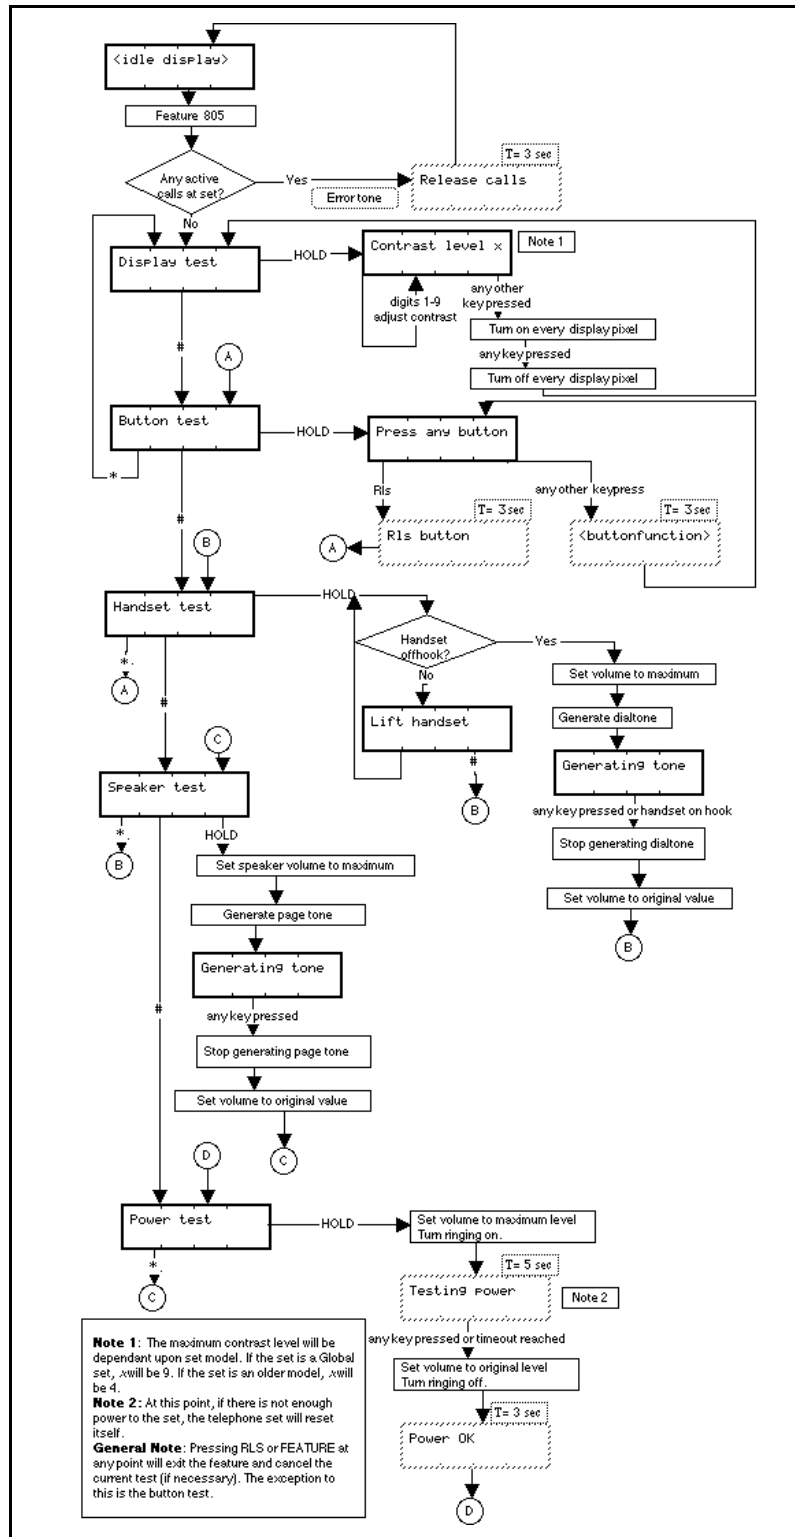 <idle display>
Feature 805
T= 3 sec
Any active
calls at set?
Yes
Error tone
Release calls
No
Display test
HOLD
Contrast level x
Note 1
digits 1-9
adjust contrast
any other
key pressed
Turn on every display pixel
any key pressed
Turn off every display pixel
#
A
Button test
HOLD
Press any button
*
Rls
any other keypress
#
T= 3 sec
T= 3 sec
Rls button
<buttonfunction>
A
B
Handset test
HOLD
Handset
offhook?
Yes
*.
A
No
Set volume to maximum
#
Lift handset
Generate dialtone
C
#
Generating tone
Speaker test
B
any key pressed or handset on hook
*.
HOLD
B
Stop generating dialtone
Set speaker volume to maximum
Set volume to original value
Generate page tone
B
Generating tone
#
any key pressed
Stop generating page tone
Set volume to original value
C
D
Power test
HOLD
Set volume to maximum level
Turn ringing on.
*.
C
T= 5 sec
Testing power
Note 2
any key pressed or timeout reached
Set volume to original level
Turn ringing off.
T= 3 sec
Power OK
D
Note 1: The maximum contrast level will be
dependant upon set model. If the set is a Global
set, x will be 9. If the set is an older model, x will
be 4.
Note 2: At this point, if there is not enough
power to the set, the telephone set will reset
itself.
General Note: Pressing RLS or FEATURE at
any point will exit the feature and cancel the
current test (if necessary). The exception to
this is the button test.